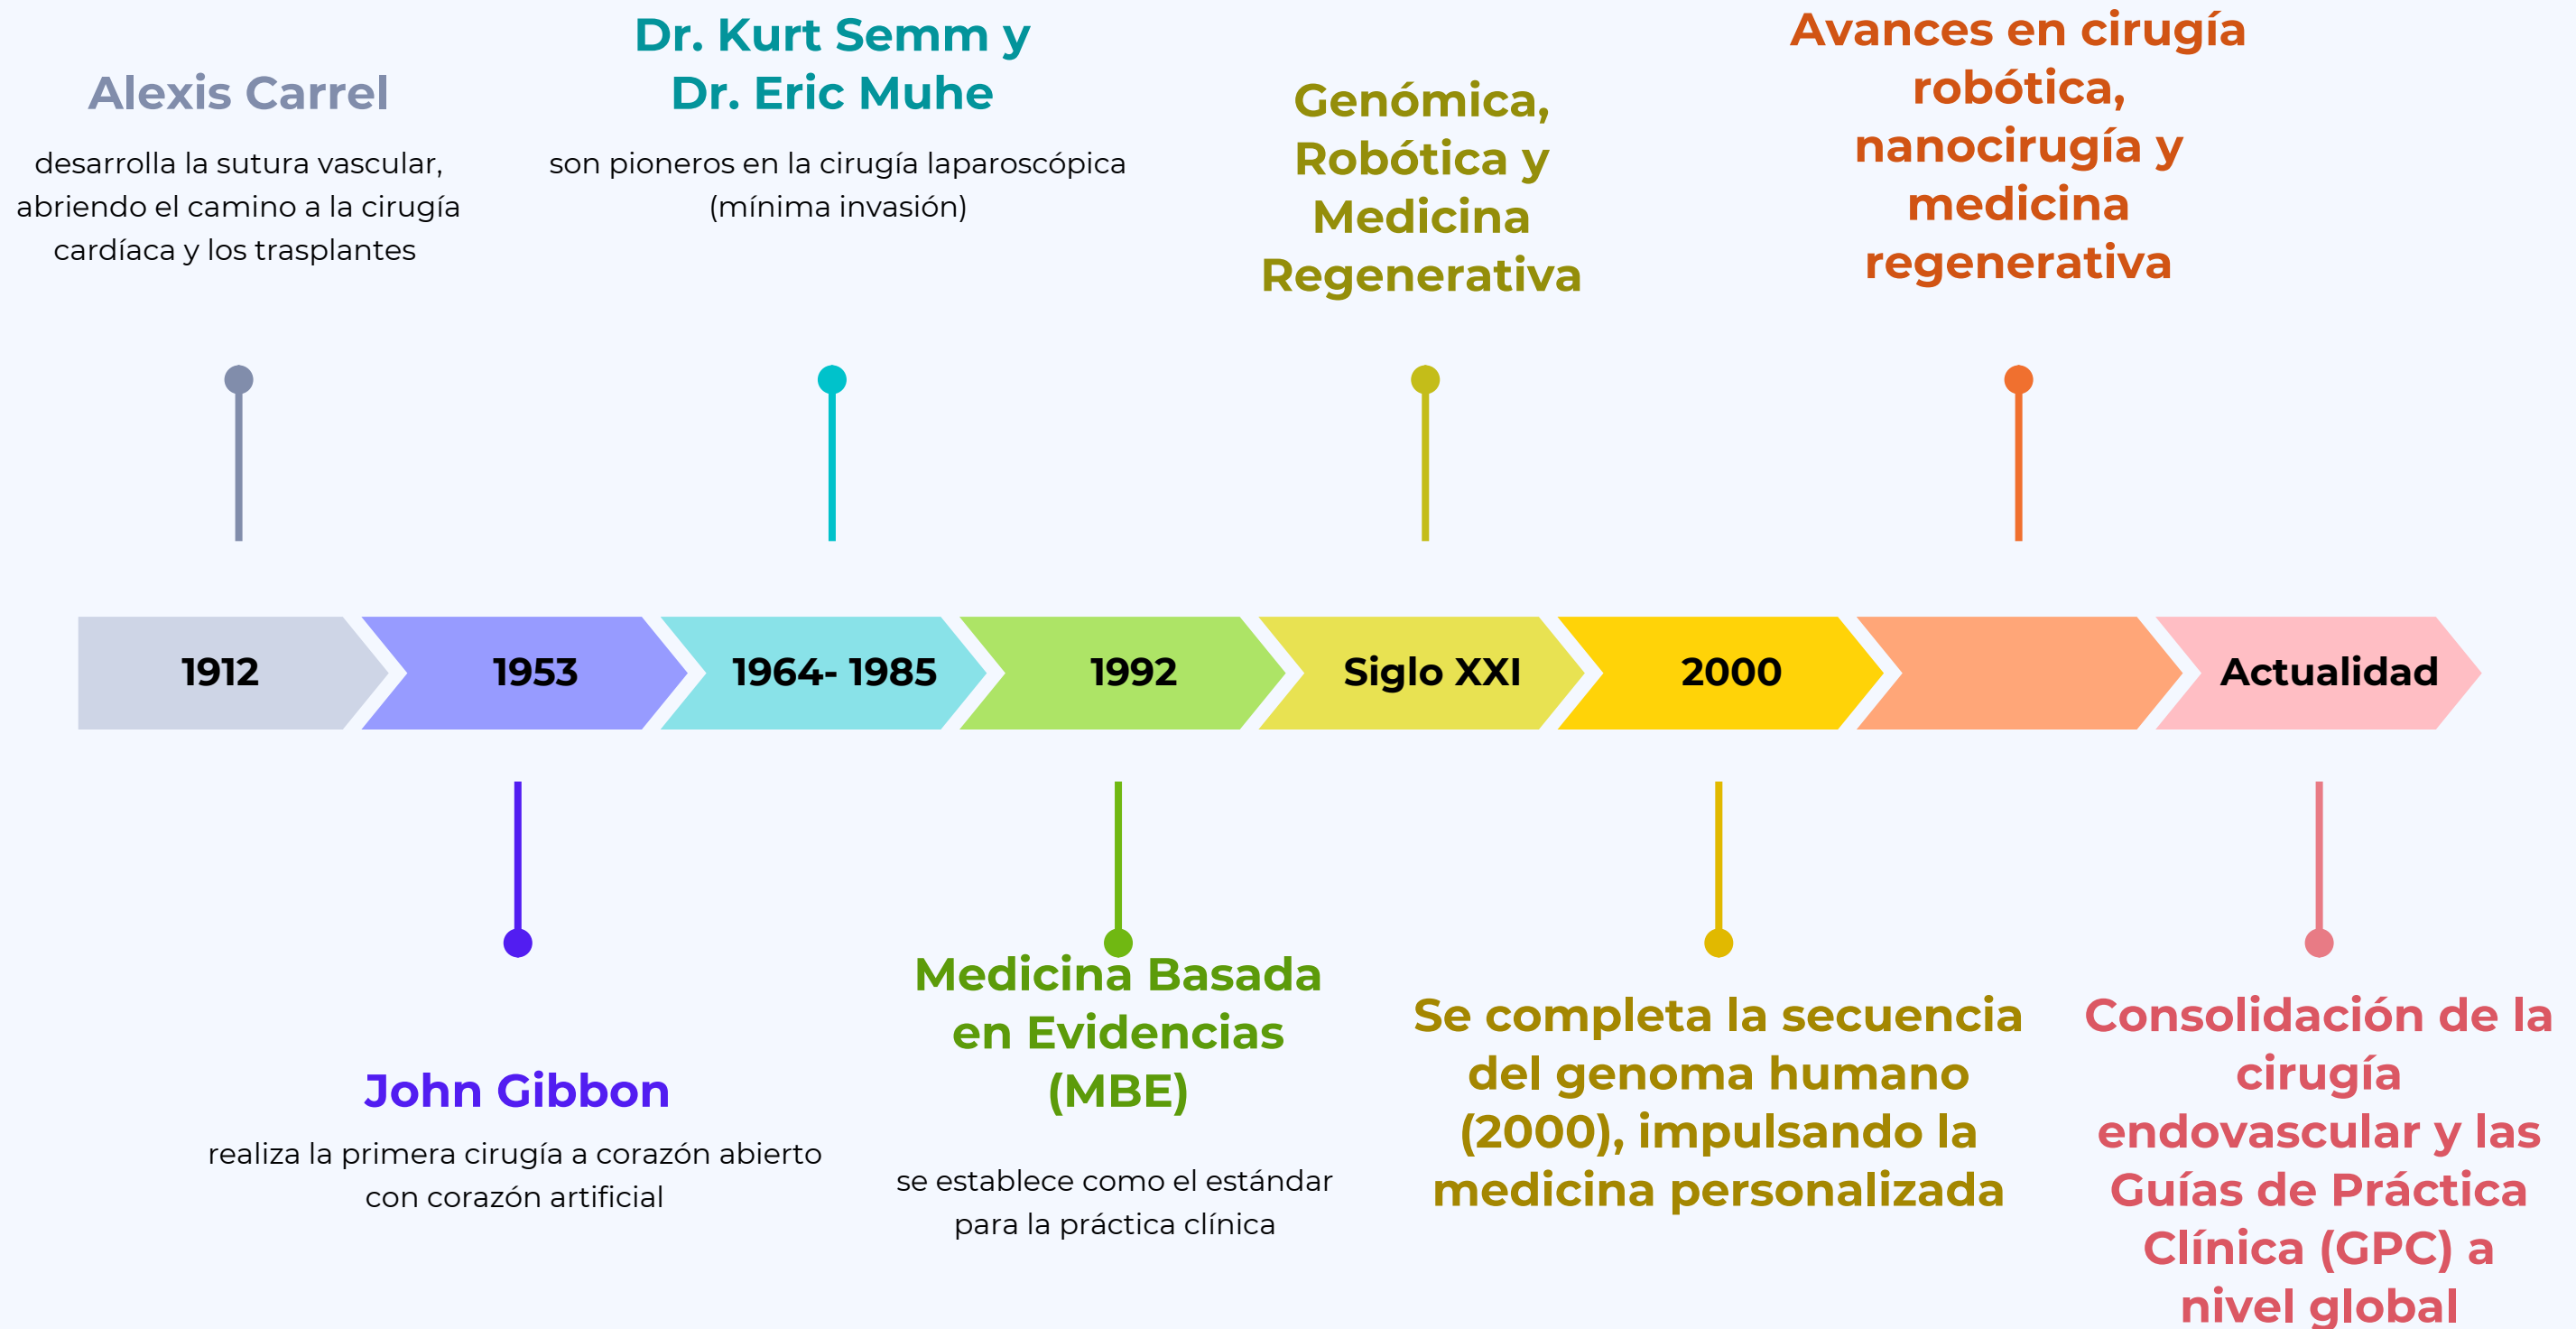 Alexis Carrel
desarrolla la sutura vascular,
abriendo el camino a la cirugía
cardíaca y los trasplantes
Dr. Kurt Semm y
Dr. Eric Muhe
son pioneros en la cirugía laparoscópica
(mínima invasión)
Genómica,
Robótica y
Medicina
Regenerativa
Avances en cirugía
robótica,
nanocirugía y
medicina
regenerativa
1912
1953
1964- 1985
1992
Siglo XXI
2000
Actualidad
John Gibbon
realiza la primera cirugía a corazón abierto
con corazón artificial
Medicina Basada
en Evidencias
(MBE)
se establece como el estándar
para la práctica clínica
Se completa la secuencia
del genoma humano
(2000), impulsando la
medicina personalizada
Consolidación de la
cirugía
endovascular y las
Guías de Práctica
Clínica (GPC) a
nivel global